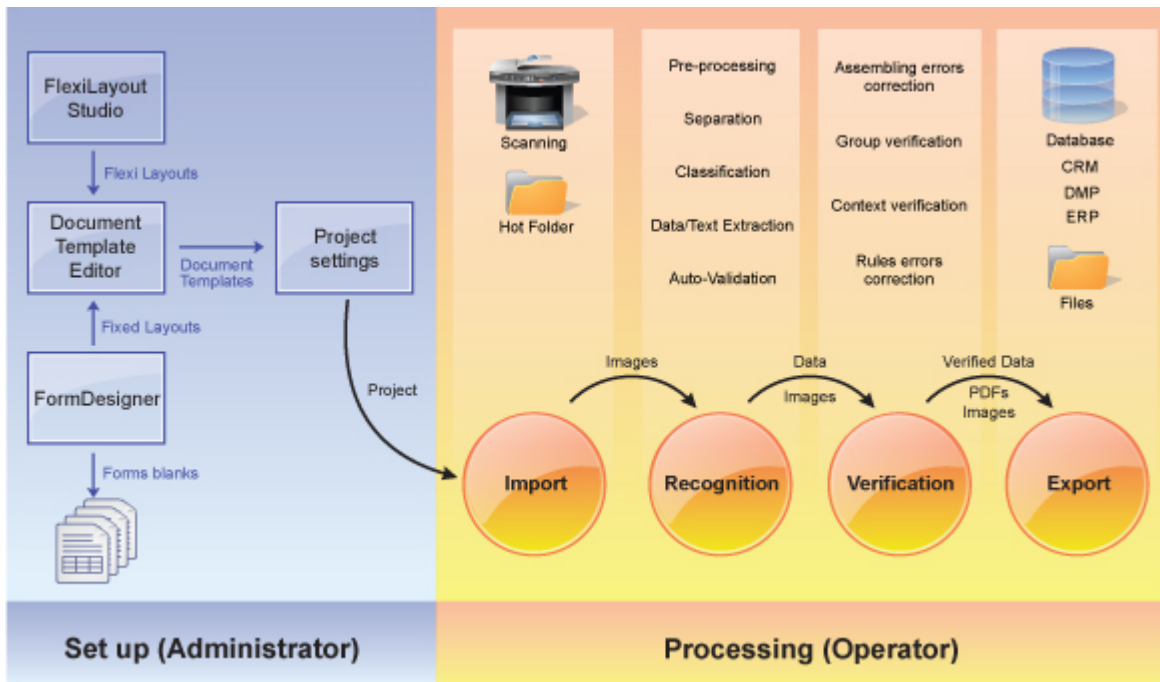 FlexiLayout
Studio
Flexi Layouts
Document
Template
Editor
Document
Templates
Project
settings
Fixed Layouts
FormDesigner
Forms blanks
Project
Set up (Administrator)
Scanning
Hot Folder
Pre-processing
Separation
Classification
Data/Text Extraction
Auto-Validation
Assembling errors
correction
Group verification
Context verification
Rules errors
correction
Database
CRM
DMP
ERP
Files
Images
Data
Images
Verified Data
PDFs
Images
Import
Recognition
Verification
Export
Processing (Operator)